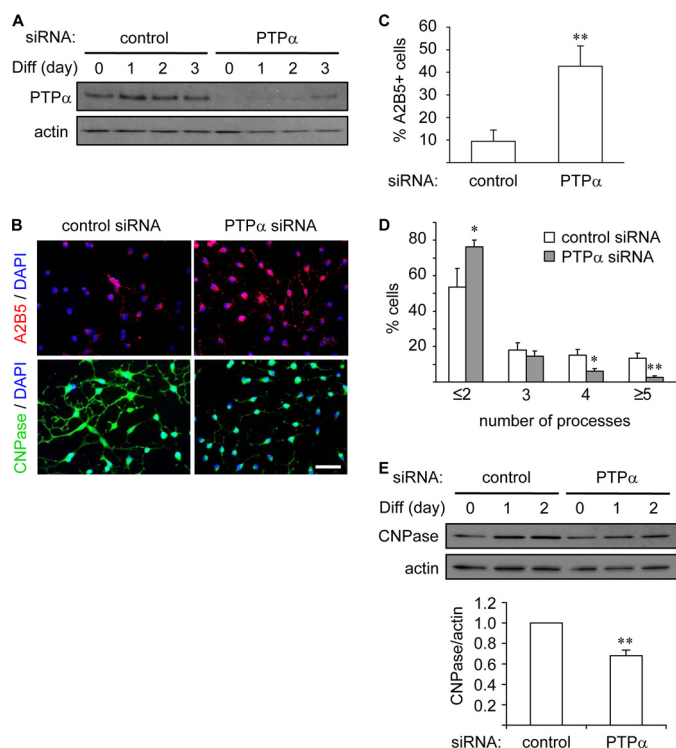 A
siRNA: control PTPα
Diff (day) 0 1 2 3 0 1 2 3
PTPα
actin
B
control siRNA PTPα siRNA
A2B5 / DAPI
CNPase / DAPI
C
60
50
40
30
20
10
% A2B5+ cells
**
siRNA: control PTPα
D
80
60
40
20
% cells
control siRNA
PTPα siRNA
*
*
**
≤2 3 4 ≥5
number of processes
E
siRNA: control PTPα
Diff (day) 0 1 2 0 1 2
CNPase
actin
1.2
1.0
0.8
0.6
0.4
0.2
CNPase/actin
**
siRNA: control PTPα